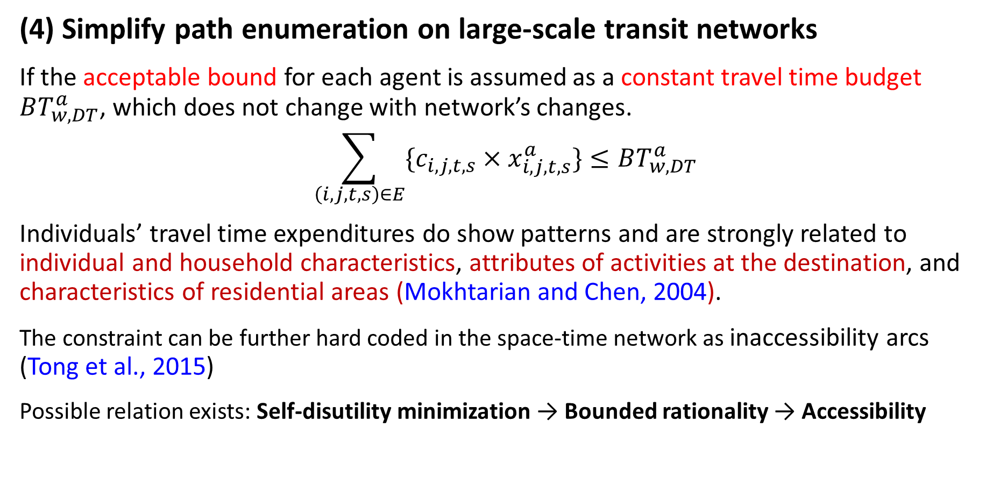 (4) Simplify path enumeration on large-scale transit networks
If the acceptable bound for each agent is assumed as a constant travel time budget
$BT^{a}_{w,DT}$, which does not change with network’s changes.
$\sum_{(i,j,t,s)\in E} \{c_{i,j,t,s} \times x^{a}_{i,j,t,s}\} \leq BT^{a}_{w,DT}$
Individuals’ travel time expenditures do show patterns and are strongly related to
individual and household characteristics, attributes of activities at the destination, and
characteristics of residential areas (Mokhtarian and Chen, 2004).
The constraint can be further hard coded in the space-time network as inaccessibility arcs
(Tong et al., 2015)
Possible relation exists: Self-disutility minimization → Bounded rationality → Accessibility